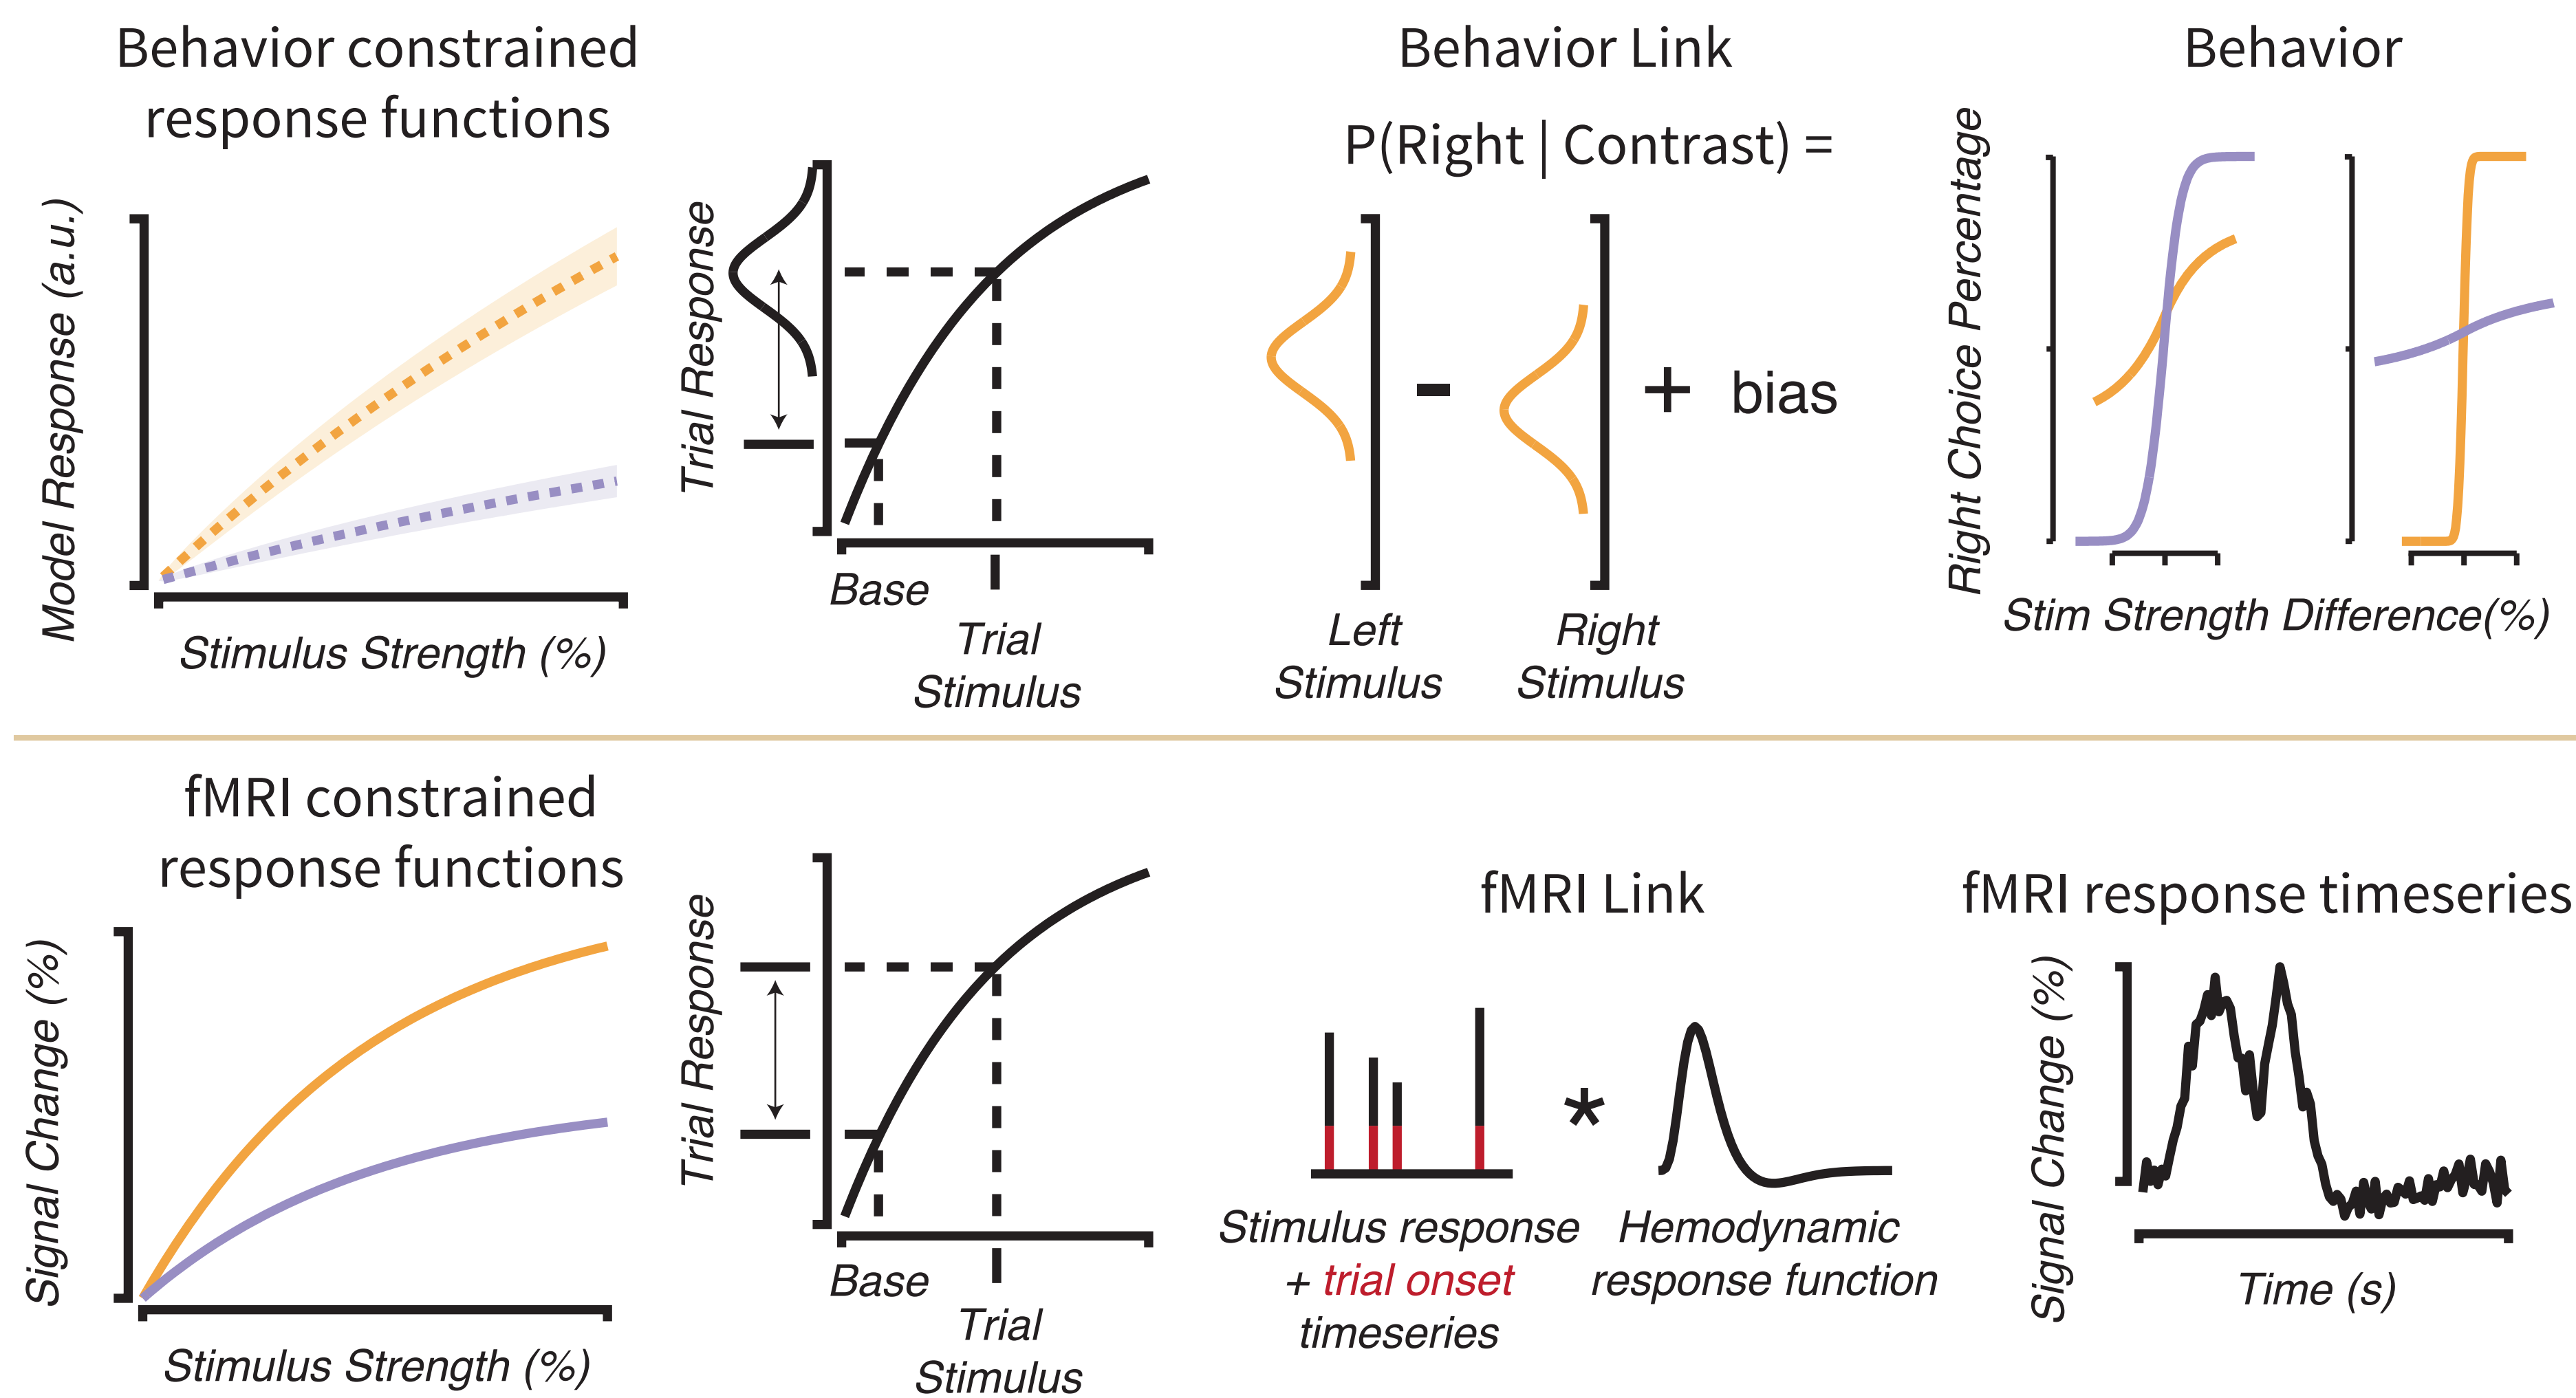 Behavior constrained
response functions
Model Response (a.u.)
Stimulus Strength (%)
Trial Response
Base
Trial
Stimulus
Behavior Link
P(Right | Contrast) =
-
+ bias
Left
Stimulus
Right
Stimulus
Behavior
Right Choice Percentage
Stim Strength Difference(%)
fMRI constrained
response functions
Signal Change (%)
Stimulus Strength (%)
Trial Response
Base
Trial
Stimulus
fMRI Link
*
Stimulus response
+ trial onset
timeseries
Hemodynamic
response function
fMRI response timeseries
Signal Change (%)
Time (s)